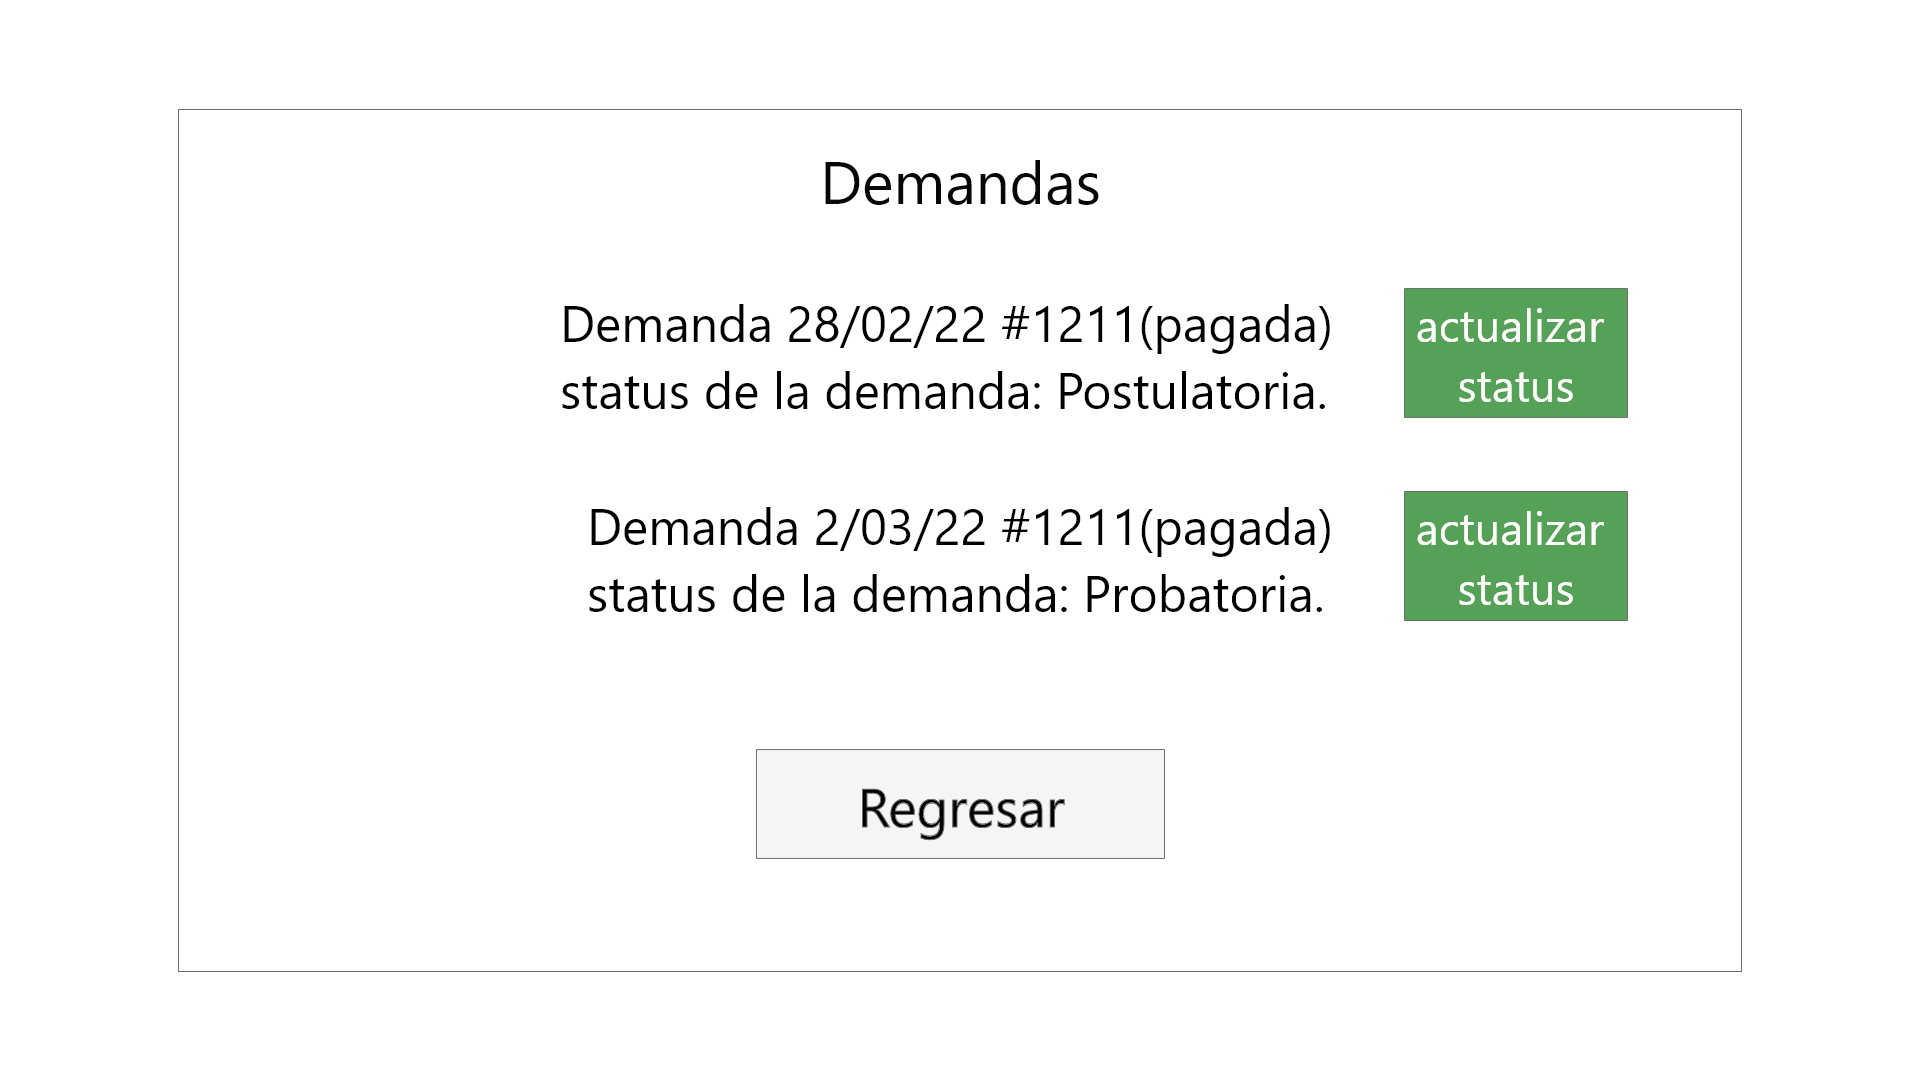 Demandas
Demanda 28/02/22 #1211(pagada)
status de la demanda: Postulatoria.
actualizar
status
Demanda 2/03/22 #1211(pagada)
status de la demanda: Probatoria.
actualizar
status
Regresar